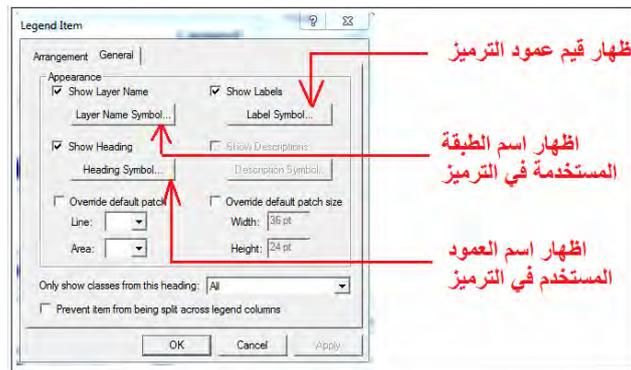 Legend Item
Arrangement General
Appearance
Show Layer Name Show Labels
Layer Name Symbol... Label Symbol...
Show Heading Show Descriptions
Heading Symbol... Description Symbol...
Override default patch Override default patch size
Line: Width: 36 pt
Area: Height: 24 pt
Only show classes from this heading: All
Prevent item from being split across legend columns
OK Cancel Apply
ظهار قيم عمود الترميز
اظهار اسم الطبقة
المستخدمة في الترميز
اظهار اسم العمود
المستخدم في الترميز